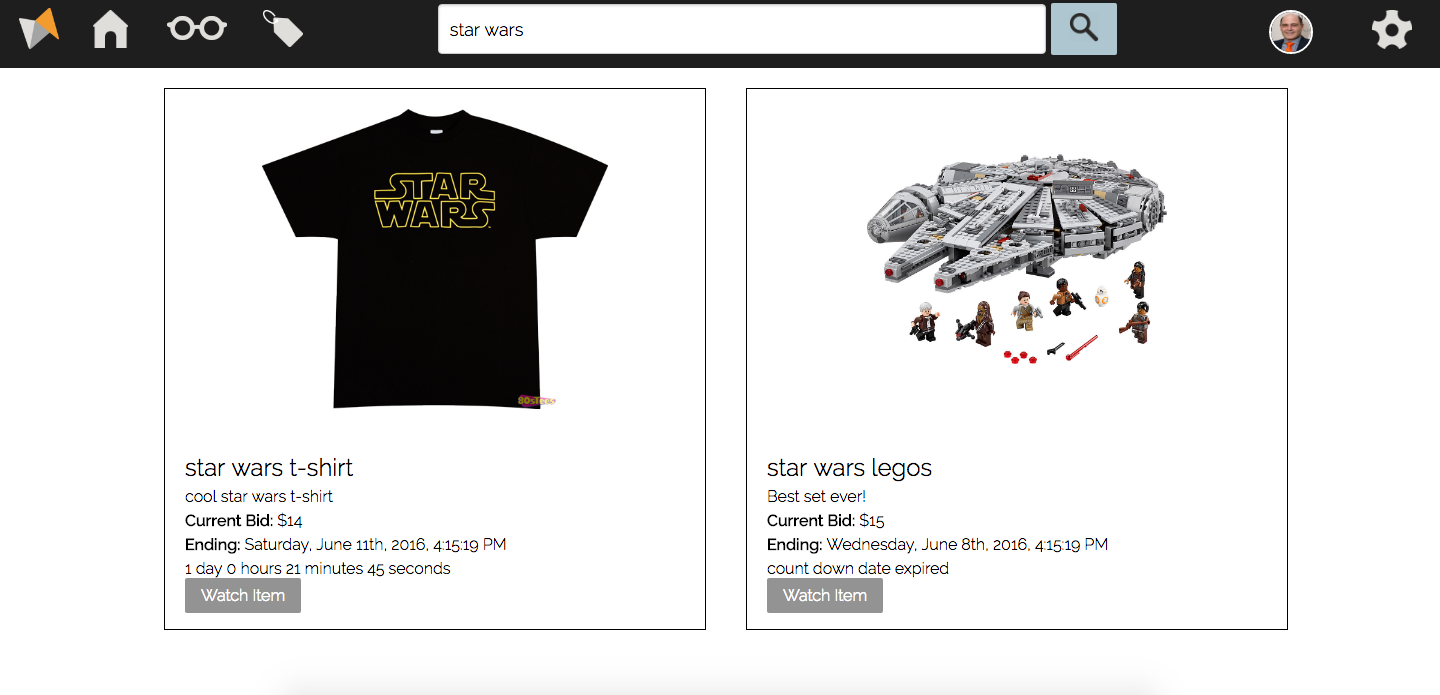 star wars
STAR
WARS
80sTees
star wars t-shirt
cool star wars t-shirt
Current Bid: $14
Ending: Saturday, June 11th, 2016, 4:15:19 PM
1 day 0 hours 21 minutes 45 seconds
Watch Item
star wars legos
Best set ever!
Current Bid: $15
Ending: Wednesday, June 8th, 2016, 4:15:19 PM
count down date expired
Watch Item